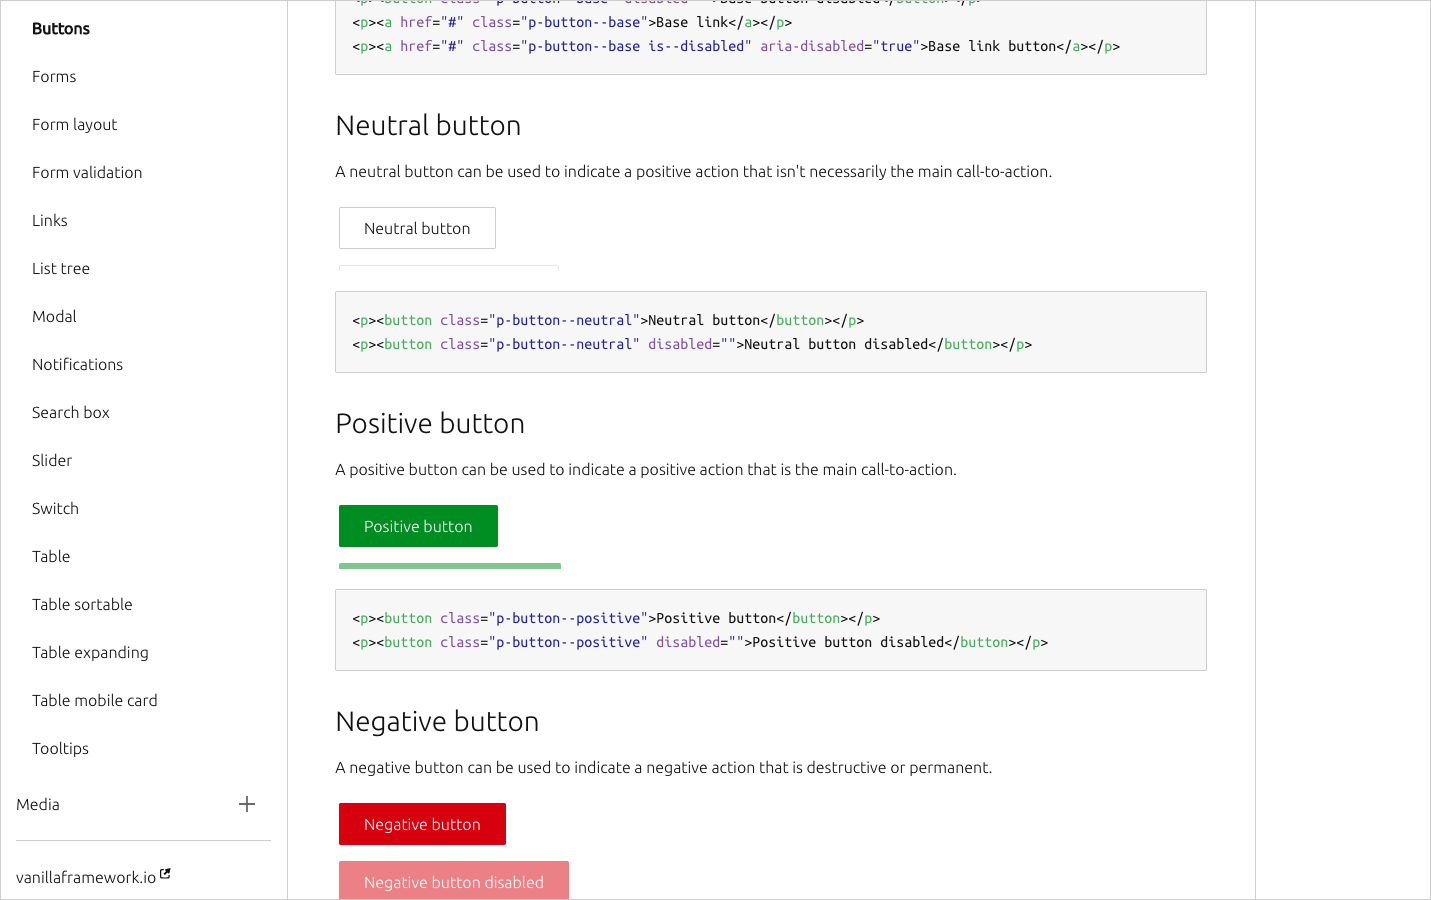 Buttons
Forms
Form layout
Form validation
Links
List tree
Modal
Notifications
Search box
Slider
Switch
Table
Table sortable
Table expanding
Table mobile card
Tooltips
Media
vanillaframework.io
<p><a href="#" class="p-button--base">Base link</a></p>
<p><a href="#" class="p-button--base is--disabled" aria-disabled="true">Base link button</a></p>
Neutral button
A neutral button can be used to indicate a positive action that isn't necessarily the main call-to-action.
Neutral button
<p><button class="p-button--neutral">Neutral button</button></p>
<p><button class="p-button--neutral" disabled="">Neutral button disabled</button></p>
Positive button
A positive button can be used to indicate a positive action that is the main call-to-action.
Positive button
<p><button class="p-button--positive">Positive button</button></p>
<p><button class="p-button--positive" disabled="">Positive button disabled</button></p>
Negative button
A negative button can be used to indicate a negative action that is destructive or permanent.
Negative button
Negative button disabled